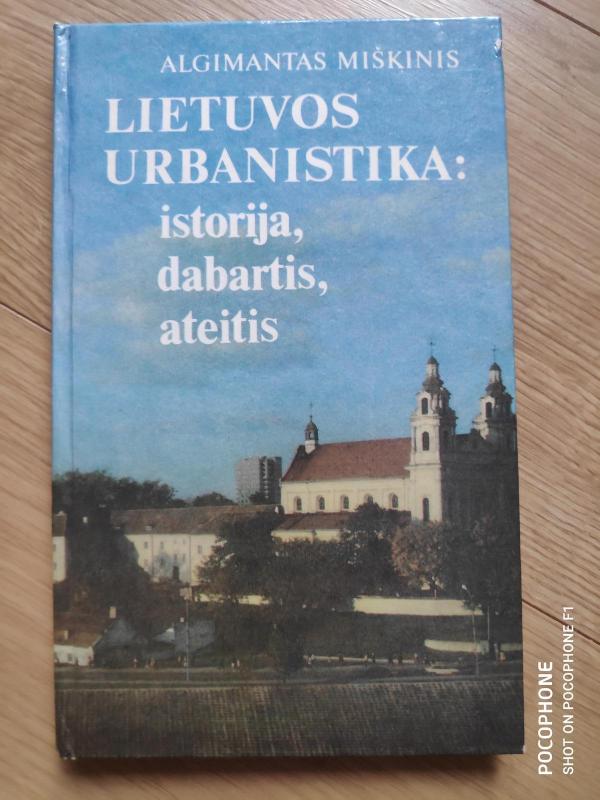 ALGIMANTAS MIŠKINIS
LIETUVOS
URBANISTIKA:
istorija,
dabartis,
ateitis
POCOPHONE
SHOT ON POCOPHONE F1